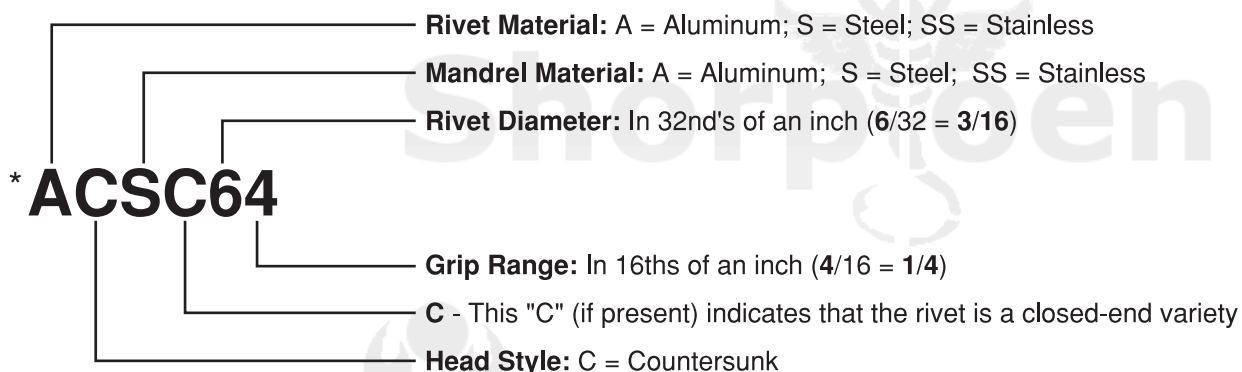 Rivet Material: A = Aluminum; S = Steel; SS = Stainless
Mandrel Material: A = Aluminum; S = Steel; SS = Stainless
Rivet Diameter: In 32nd's of an inch (6/32 = 3/16)
*ACSC64
Grip Range: In 16ths of an inch (4/16 = 1/4)
C - This "C" (if present) indicates that the rivet is a closed-end variety
Head Style: C = Countersunk
Shorpioen